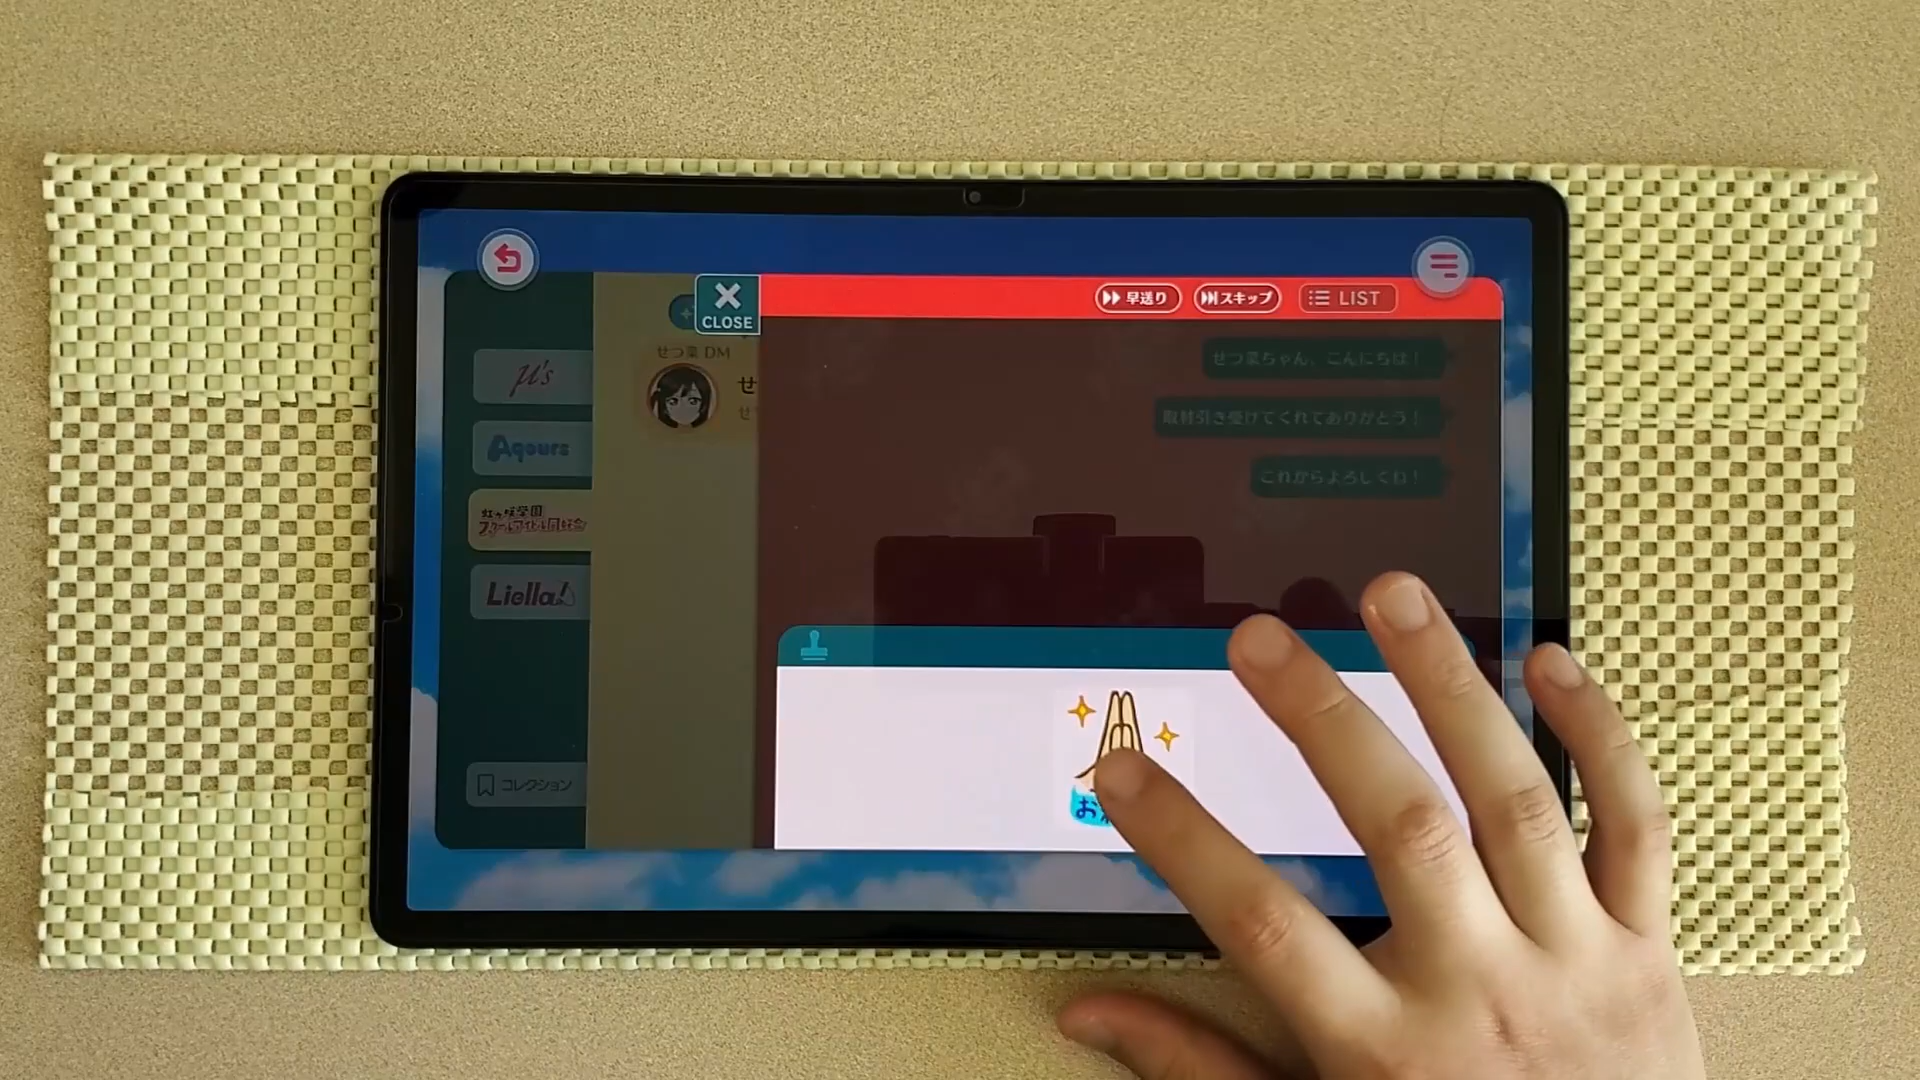 CLOSE
早送り
スキップ
LIST
せつ菜 DM
せ
せ
μ's
Aqours
虹ヶ咲学園
スクールアイドル同好会
Liella!
コレクション
せつ菜ちゃん、こんにちは！
取材引き受けてくれてありがとう！
これからよろしくね！
お